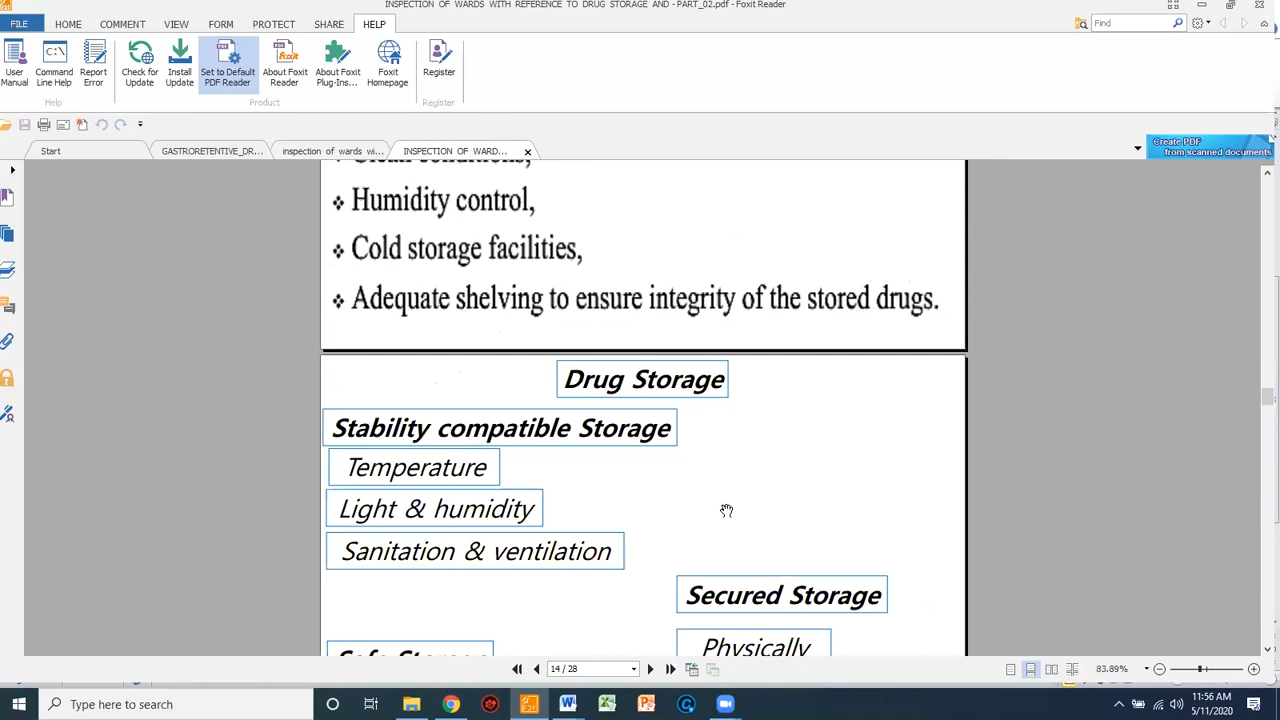 INSPECTION OF WARDS WITH REFERENCE TO DRUG STORAGE AND - PART_02.pdf - Foxit Reader
FILE HOME COMMENT VIEW FORM PROTECT SHARE HELP Find
User Manual
Command Line Help
Report Error
Check for Update
Install Update
Set to Default PDF Reader
About Foxit Reader
About Foxit Plug-Ins...
Foxit Homepage
Register
Help Product Register
Start GASTRORETENTIVE_DR... inspection of wards wi... INSPECTION OF WARD...
Create PDF
from scanned documents
Clean conditions,
❖ Humidity control,
❖ Cold storage facilities,
❖ Adequate shelving to ensure integrity of the stored drugs.
Drug Storage
Stability compatible Storage
Temperature
Light & humidity
Sanitation & ventilation
Secured Storage
Physically
Safe Storage
14 / 28
83.89%
Type here to search
11:56 AM
5/11/2020